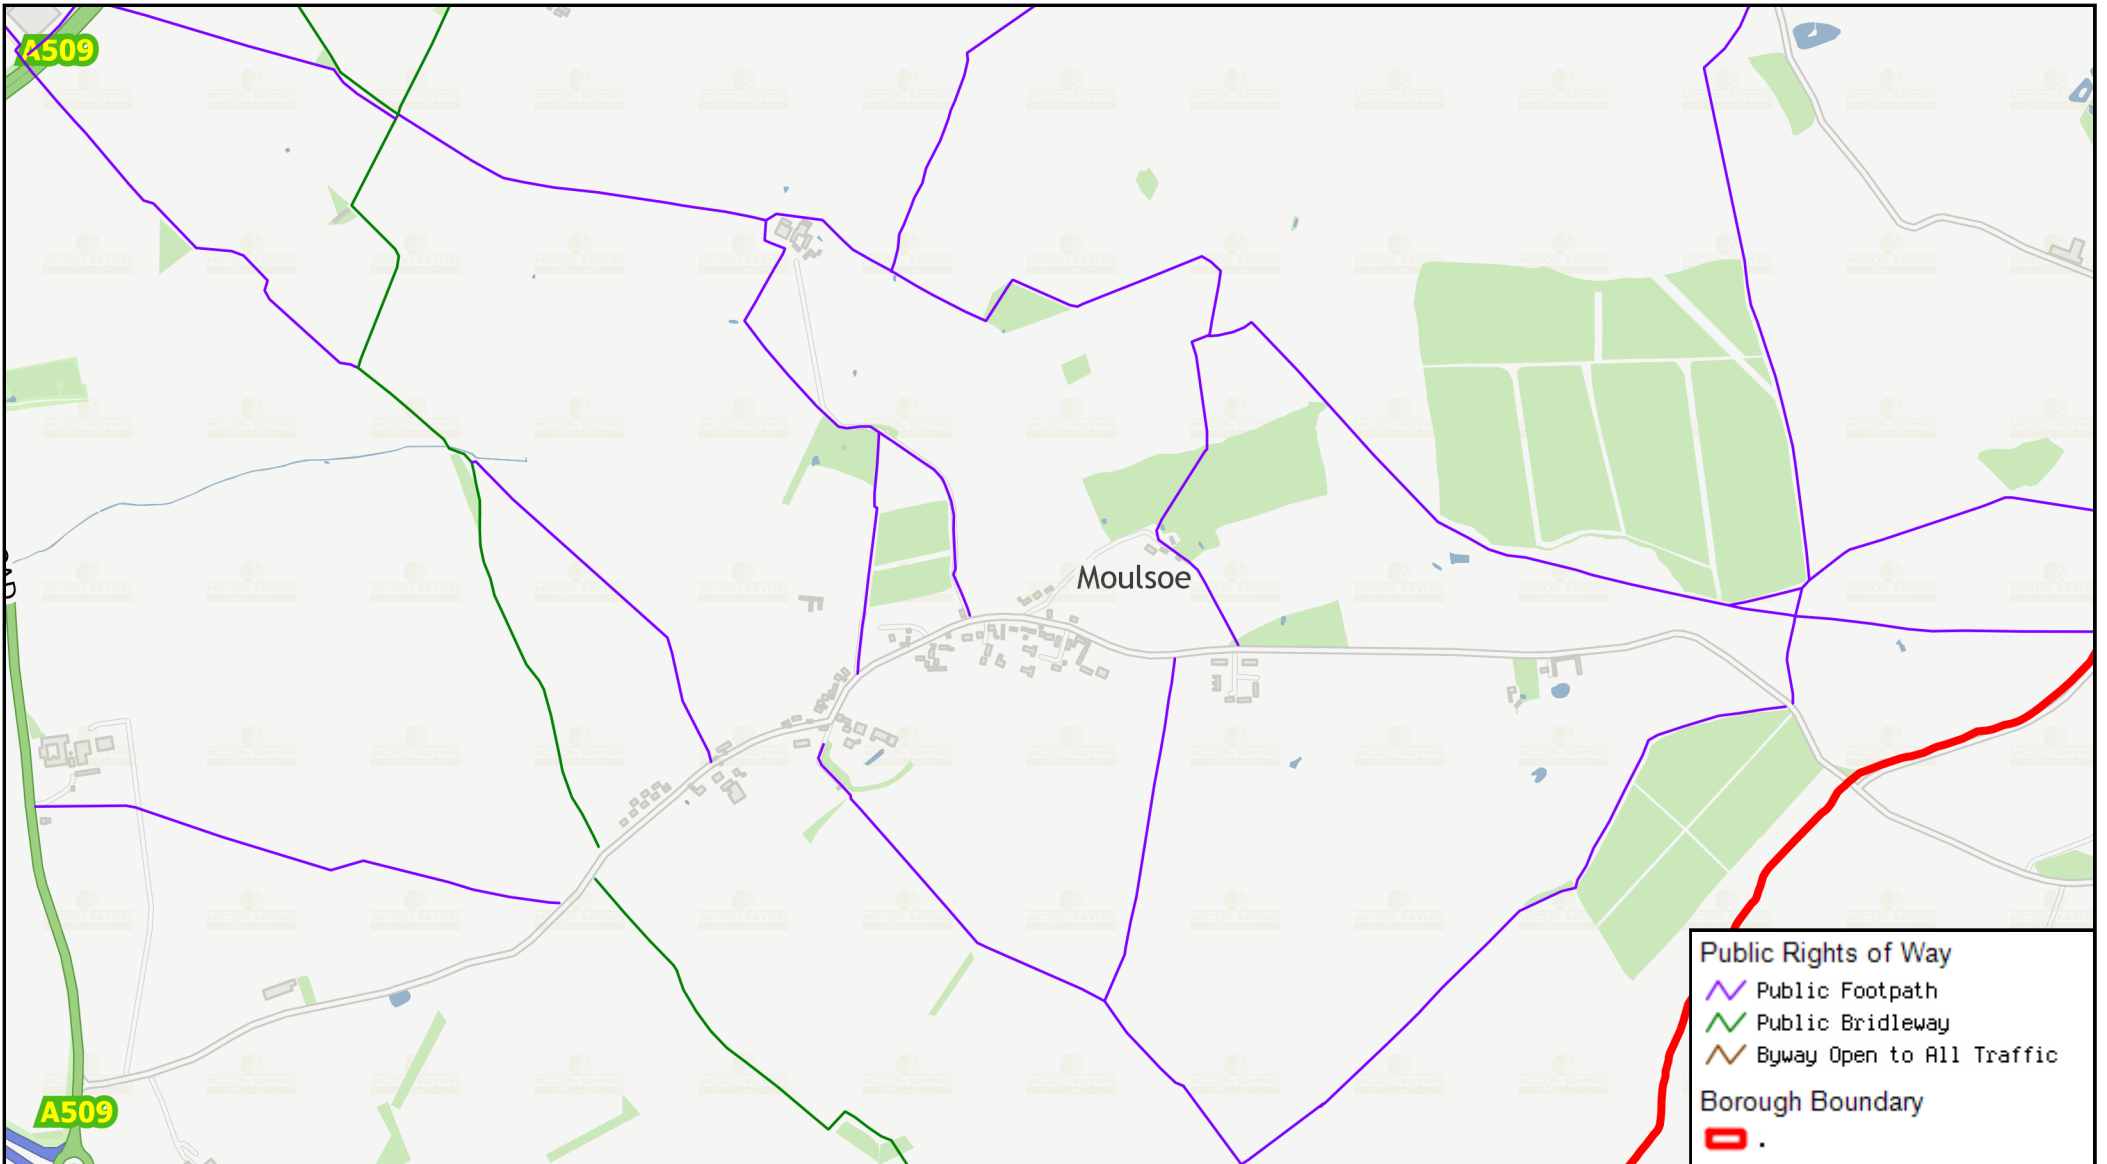 A509
Moulsoe
A509
Public Rights of Way
Public Footpath
Public Bridleway
Byway Open to All Traffic
Borough Boundary
.